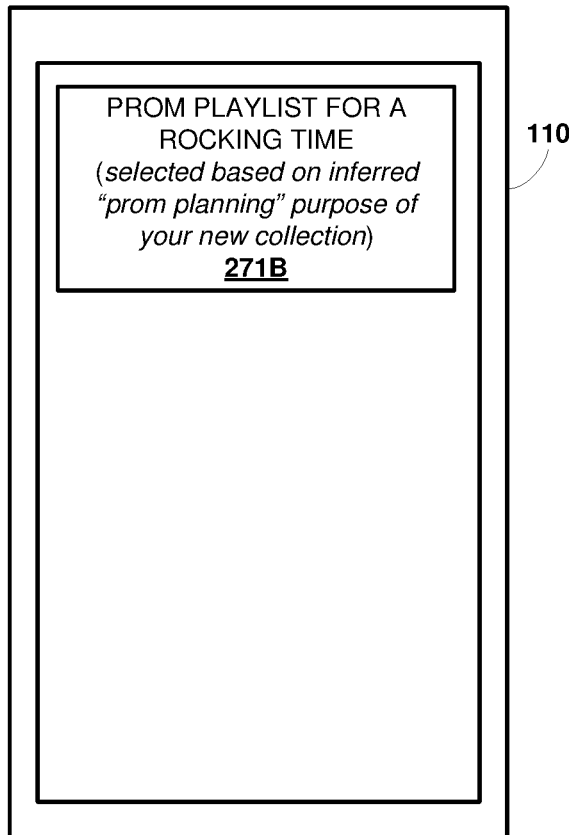 PROM PLAYLIST FOR A
ROCKING TIME
(selected based on inferred
“prom planning” purpose of
your new collection)
271B
110